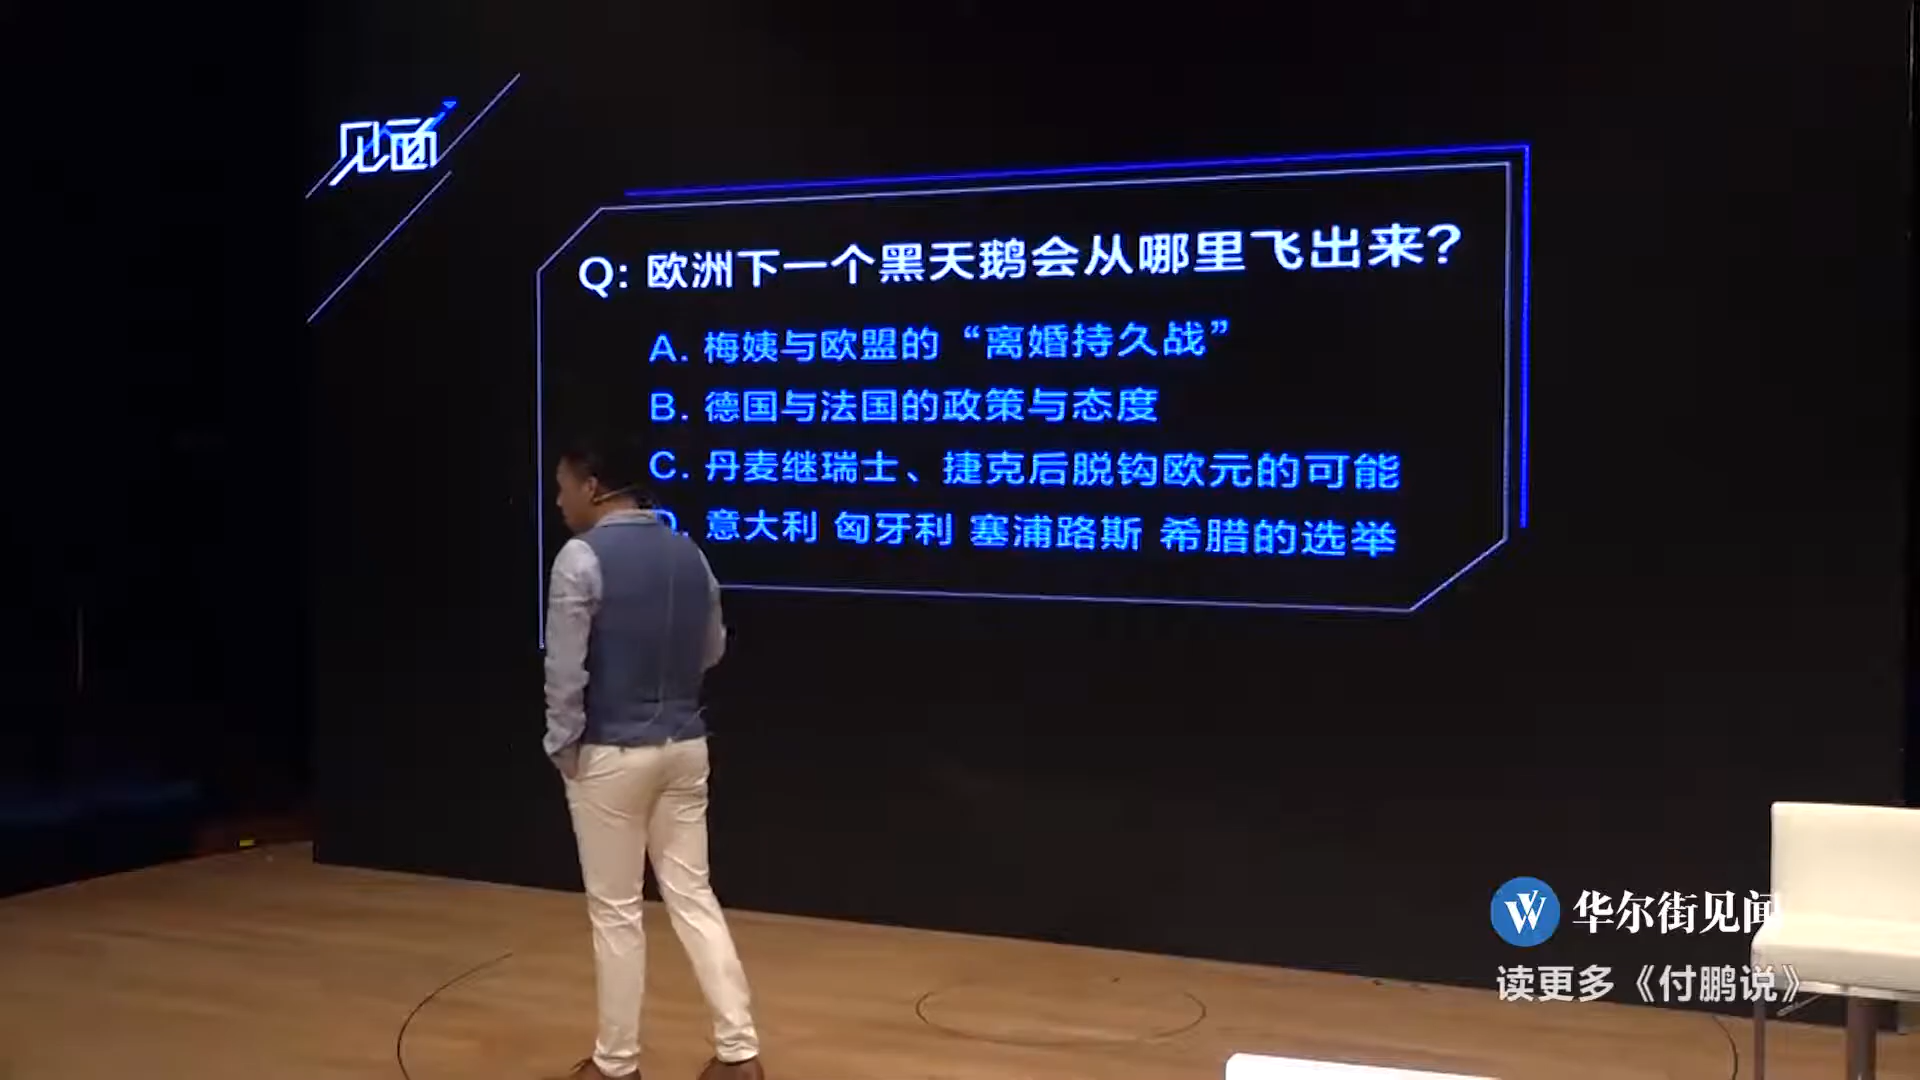 见面
Q: 欧洲下一个黑天鹅会从哪里飞出来?
A. 梅姨与欧盟的“离婚持久战”
B. 德国与法国的政策与态度
C. 丹麦继瑞士、捷克后脱钩欧元的可能
D. 意大利 匈牙利 塞浦路斯 希腊的选举
华尔街见闻
读更多《付鹏说》